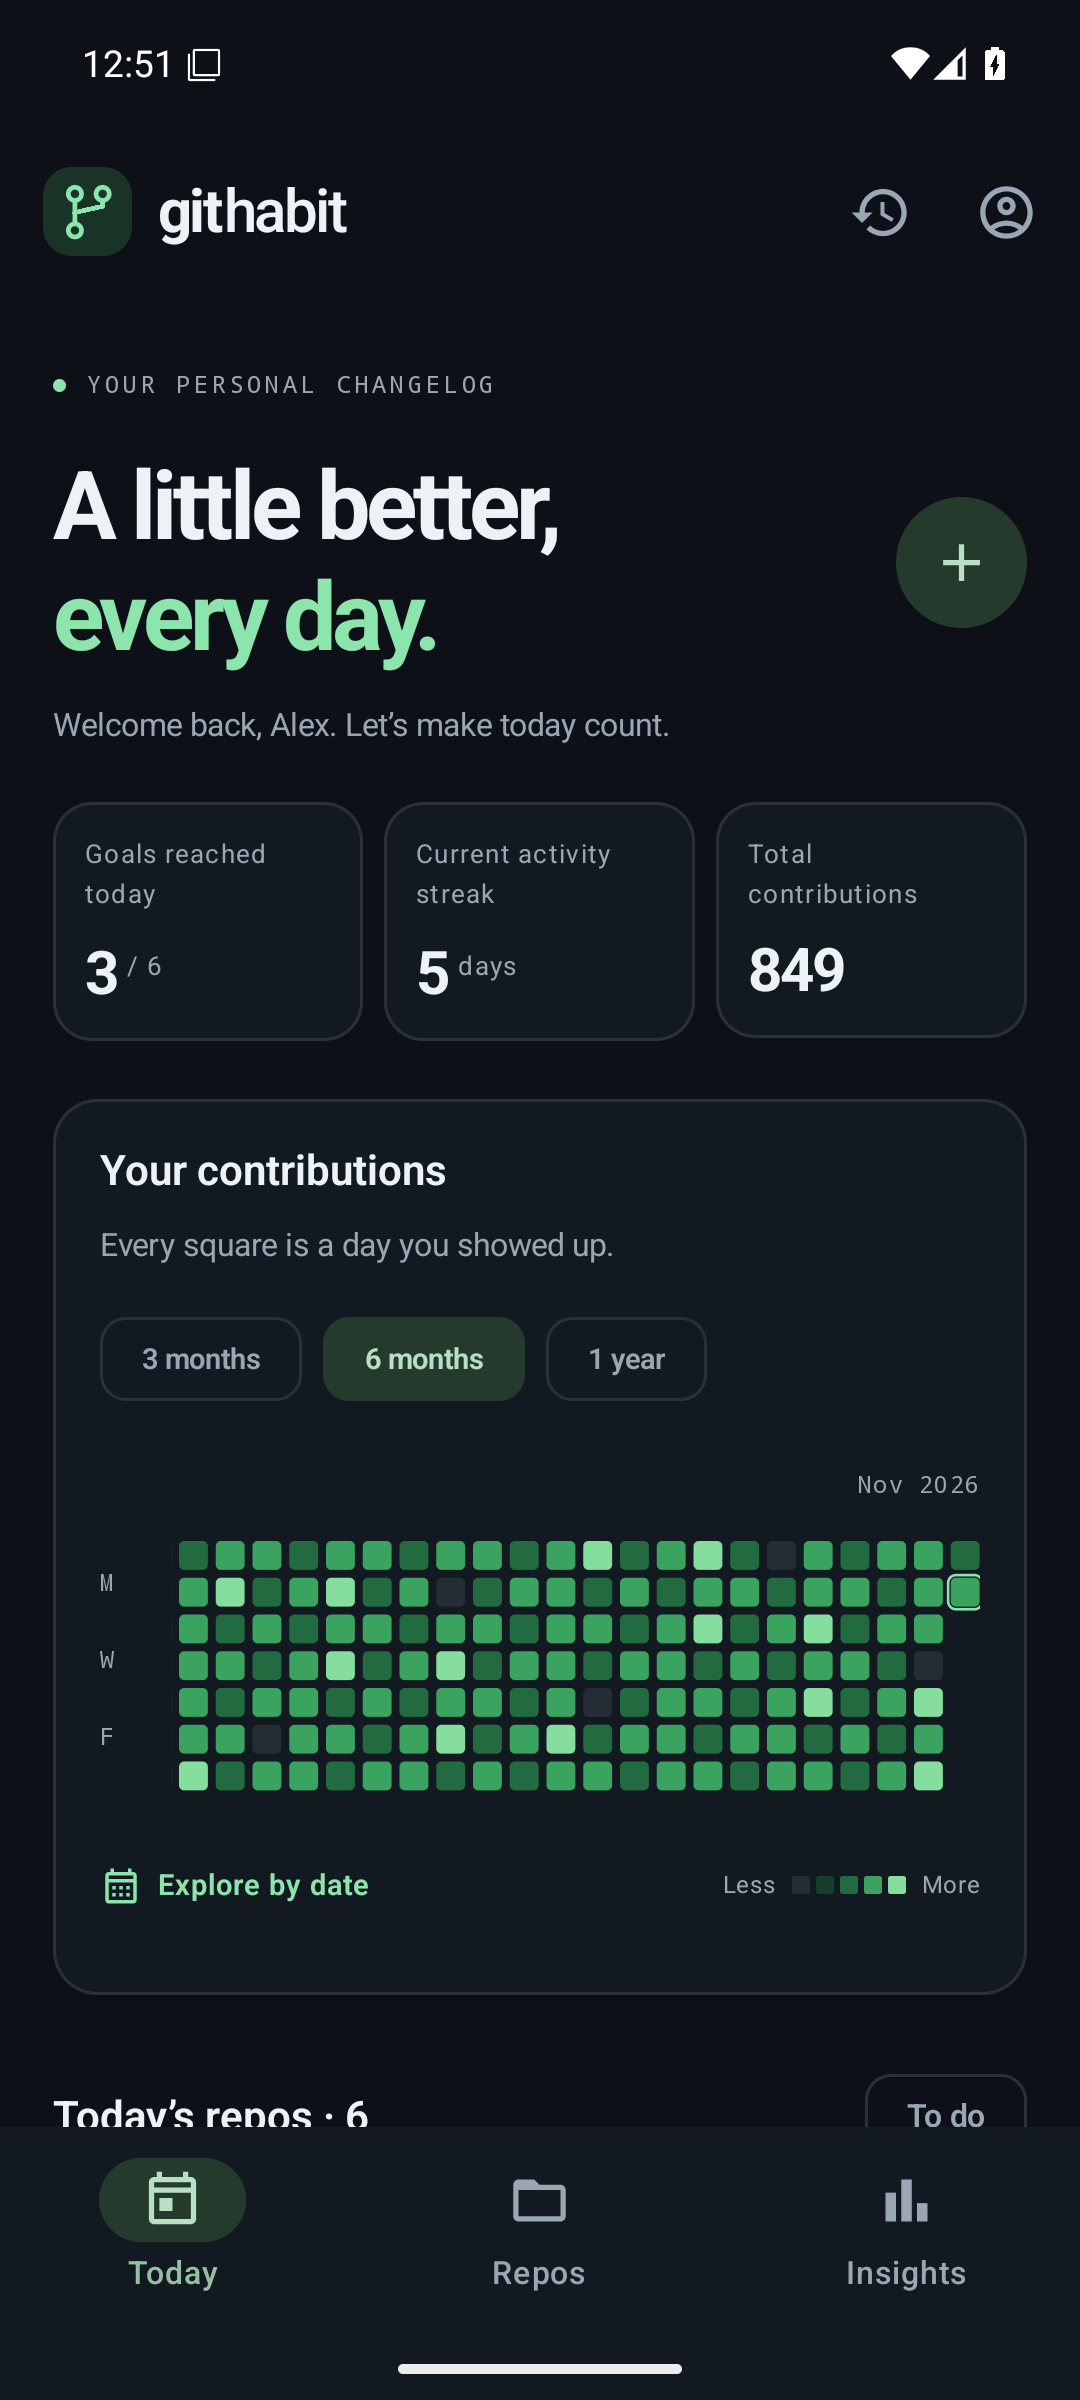 12:51
githabit
YOUR PERSONAL CHANGELOG
A little better,
every day.
Welcome back, Alex. Let’s make today count.
Goals reached
today
3 / 6
Current activity
streak
5 days
Total
contributions
849
Your contributions
Every square is a day you showed up.
3 months
6 months
1 year
Nov 2026
M
W
F
Explore by date
Less
More
Today’s repos · 6
To do
Today
Repos
Insights